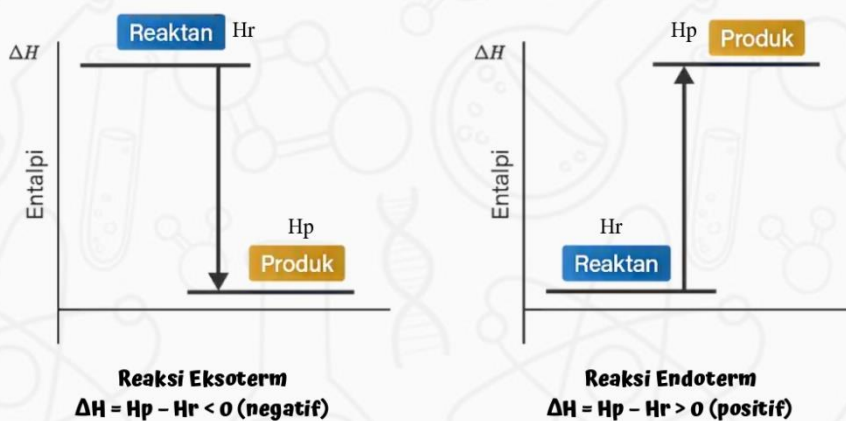 Reaktan Hr
ΔH
Entalpi
Hp
Produk
Reaksi Eksoterm
ΔH = Hp – Hr < 0 (negatif)
Hp Produk
ΔH
Entalpi
Hr
Reaktan
Reaksi Endoterm
ΔH = Hp – Hr > 0 (positif)